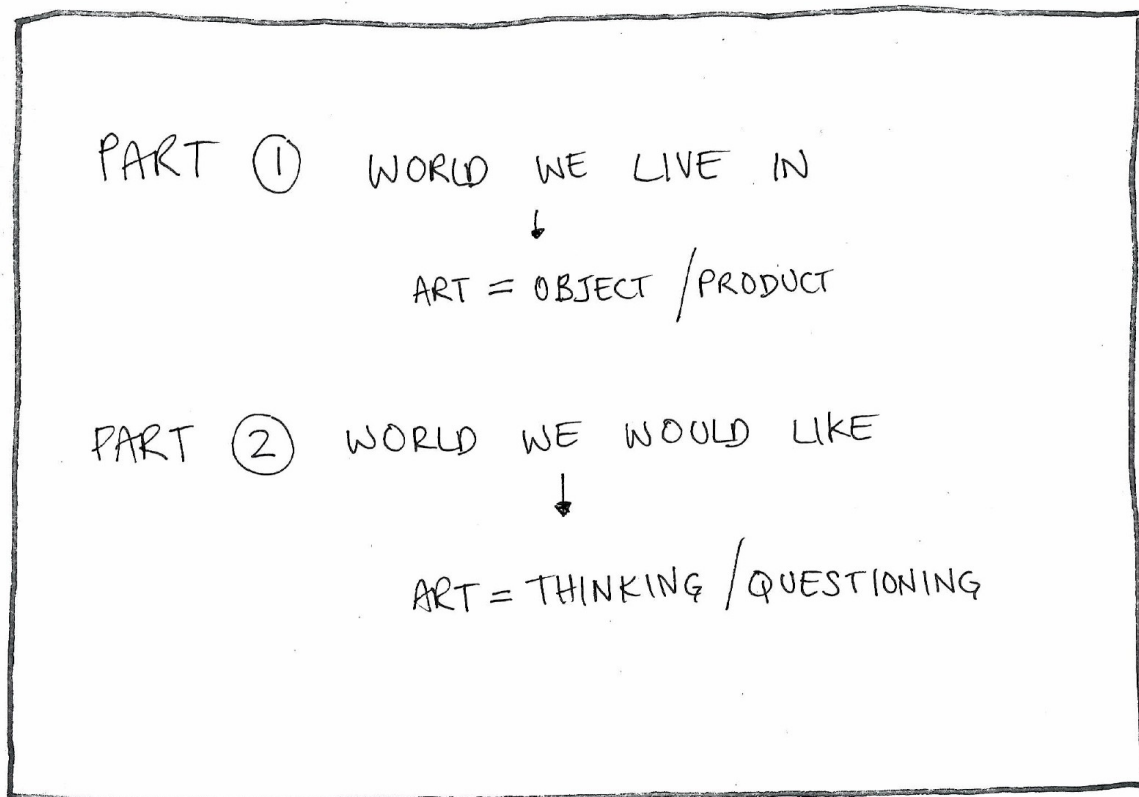 PART ① WORLD WE LIVE IN
ART = OBJECT / PRODUCT
PART ② WORLD WE WOULD LIKE
ART = THINKING / QUESTIONING